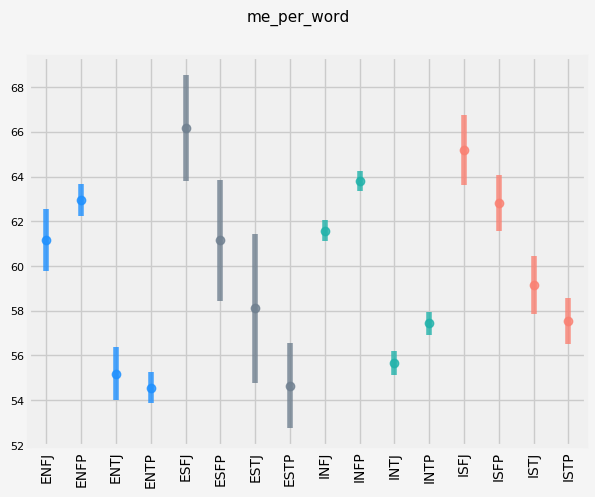 me_per_word
68
66
64
62
60
58
56
54
52
ENFJ
ENFP
ENTJ
ENTP
ESFJ
ESFP
ESTJ
ESTP
INFJ
INFP
INTJ
INTP
ISFJ
ISFP
ISTJ
ISTP